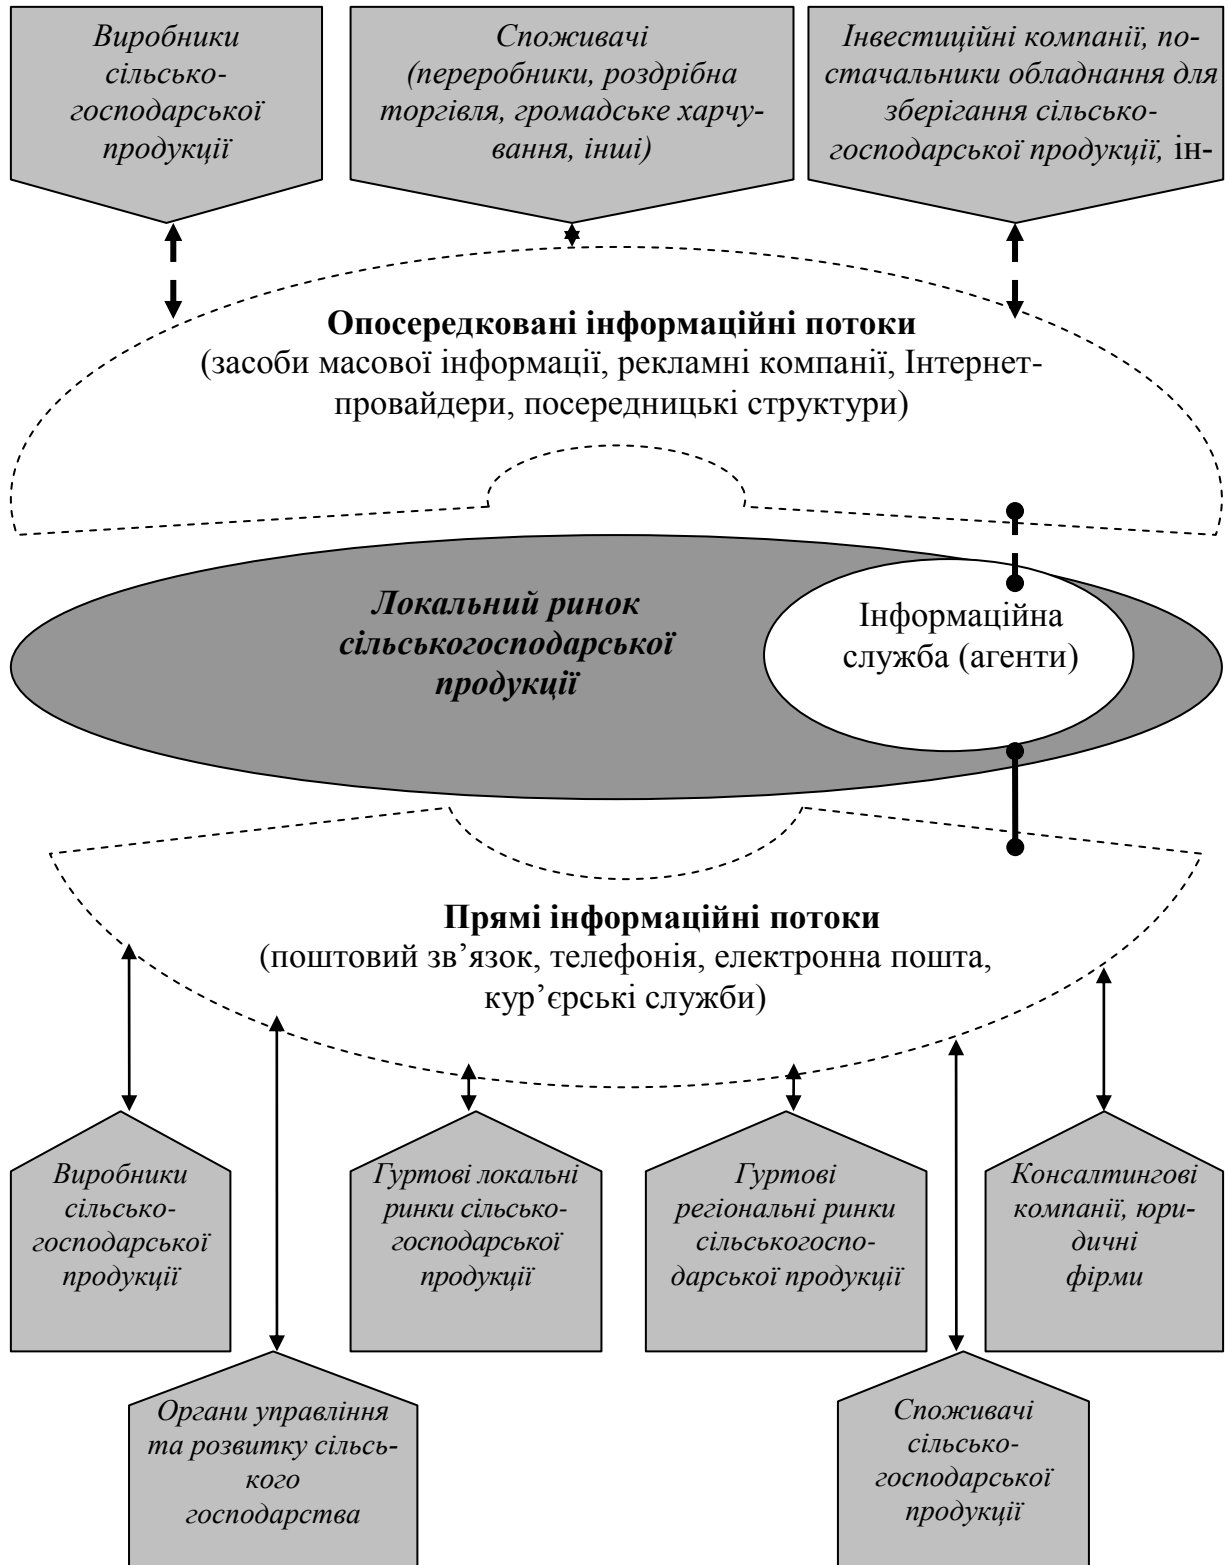 Виробники
сільсько-
господарської
продукції
Споживачі
(переробники, роздрібна
торгівля, громадське харчу-
вання, інші)
Інвестиційні компанії, по-
стачальники обладнання для
зберігання сільсько-
господарської продукції, ін-
Опосередковані інформаційні потоки
(засоби масової інформації, рекламні компанії, Інтернет-
провайдери, посередницькі структури)
Локальний ринок
сільськогосподарської
продукції
Інформаційна
служба (агенти)
Прямі інформаційні потоки
(поштовий зв’язок, телефонія, електронна пошта,
кур’єрські служби)
Виробники
сільсько-
господарської
продукції
Гуртові локальні
ринки сільсько-
господарської
продукції
Гуртові
регіональні ринки
сільськогоспо-
дарської продукції
Консалтингові
компанії, юри-
дичні
фірми
Органи управління
та розвитку сільсь-
кого
господарства
Споживачі
сільсько-
господарської
продукції